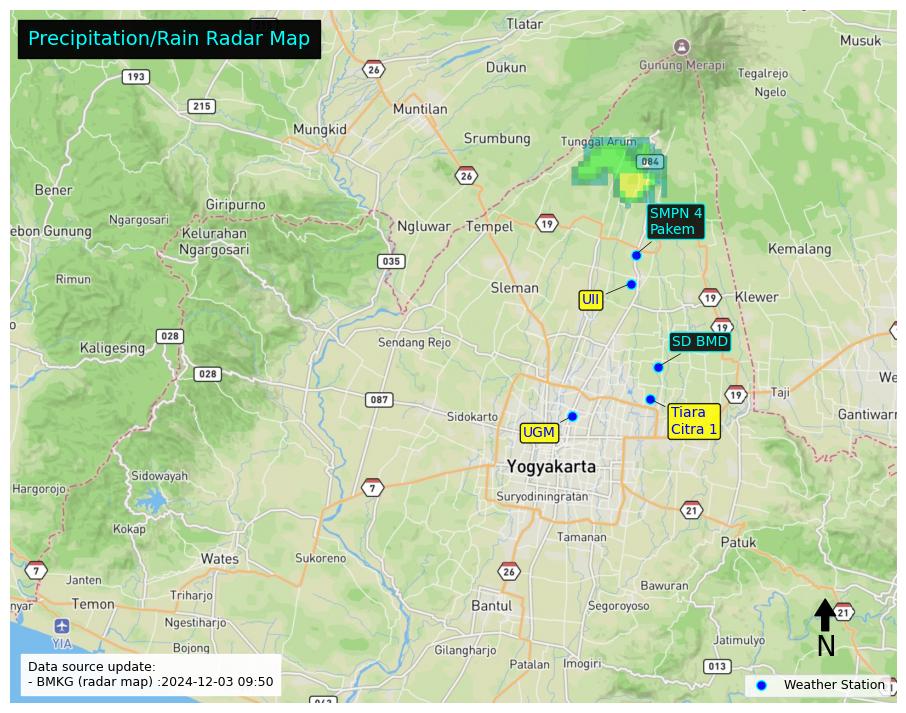 Precipitation/Rain Radar Map
Tlatar
Musuk
26
Gunung Merapi
193
Dukun
Tegalrejo
Ngelo
215
Muntilan
Mungkid
Srumbung
Tunggal Arum
084
26
Bener
Giripurno
SMPN 4
Pakem
Ngargosari
ebon Gunung
Kelurahan
Ngargosari
Ngluwar
Tempel
19
19
Kemalang
035
Rimun
Sleman
UII
19
Klewer
19
028
Kaligesing
Sendang Rejo
SD BMD
028
087
19
Taji
We
Sidokarto
Tiara
Citra 1
Gantiwarn
UGM
Yogyakarta
Sidowayah
Hargorojo
7
Suryodiningratan
21
Kokap
Tamanan
Patuk
Wates
Sukoreno
7
26
Janten
Bawuran
Triharjo
nyar
Temon
Bantul
Segoroyoso
21
Ngestiharjo
YIA
Jatimulyo
N
Bojong
Gilangharjo
Patalan
Imogiri
013
Data source update:
- BMKG (radar map) :2024-12-03 09:50
Weather Station